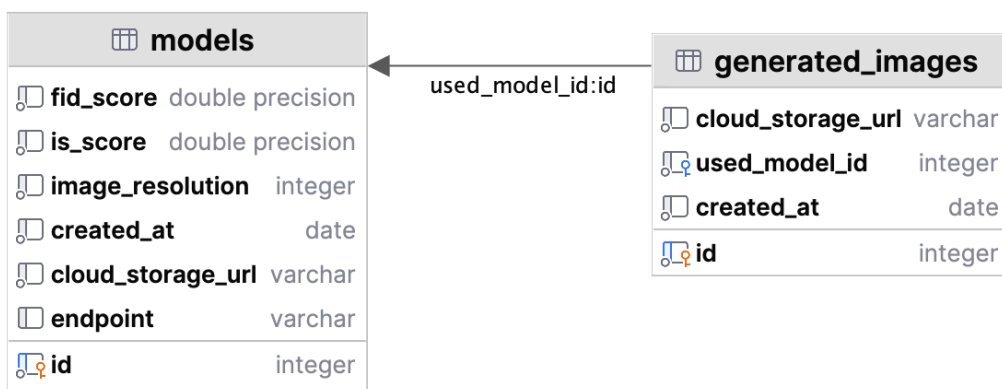 models
fid_score double precision
is_score double precision
image_resolution integer
created_at date
cloud_storage_url varchar
endpoint varchar
id integer
used_model_id:id
generated_images
cloud_storage_url varchar
used_model_id integer
created_at date
id integer